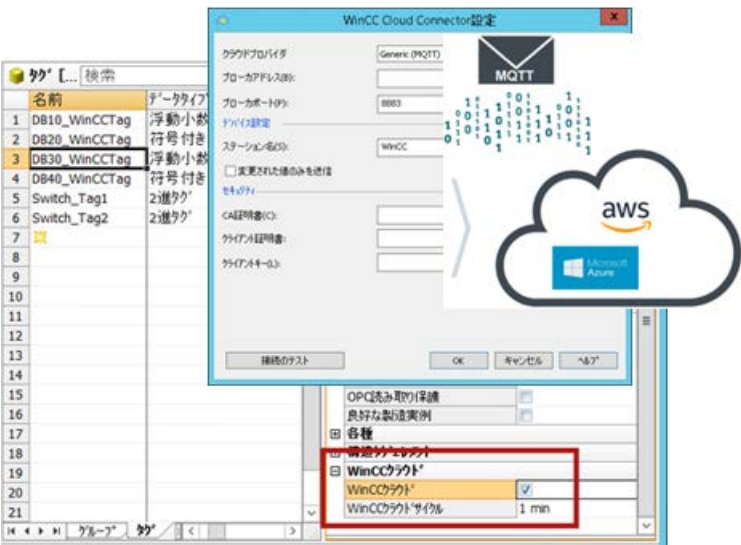 WinCC Cloud Connector設定
クラウドプロバイダ
Generic (MQTT)
ブローカアドレス(B):
ブローカポート(P):
8883
デバイス設定
ステーション名(S):
WinCC
変更された値のみを送信
セキュリティ
CA証明書(C):
クライアント証明書:
クライアントキー(L):
接続のテスト
OK
キャンセル
ヘルプ
MQTT
aws
Microsoft
Azure
タグ [...
検索
名前
データタイプ
1 DB10_WinCCTag 浮動小数
2 DB20_WinCCTag 符号付き
3 DB30_WinCCTag 浮動小数
4 DB40_WinCCTag 符号付き
5 Switch_Tag1 2進タグ
6 Switch_Tag2 2進タグ
7
8
9
10
11
12
13
14
15
16
17
18
19
20
21
グループ
タグ
OPC読み取り保護
良好な製造実例
各種
WinCCクラウド
WinCCクラウド
WinCCクラウドサイクル 1 min